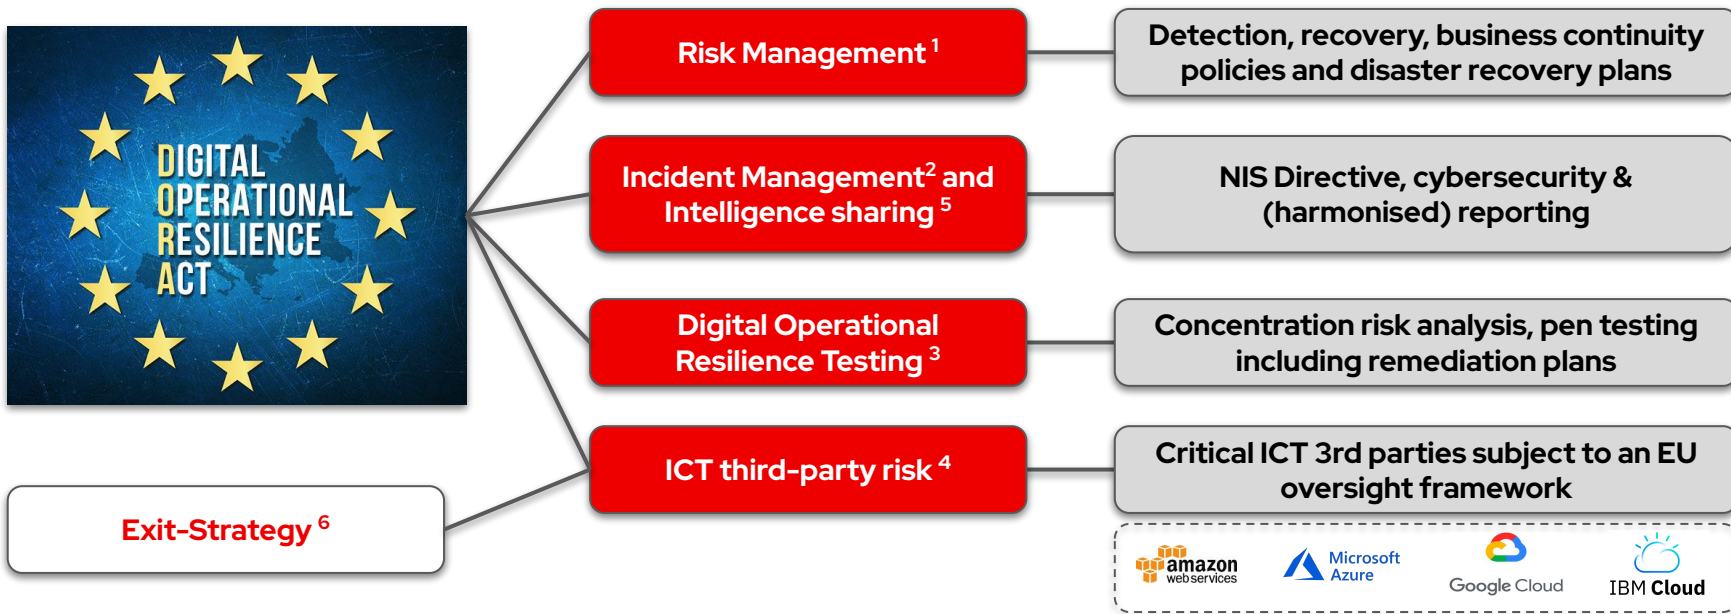 DIGITAL
OPERATIONAL
RESILIENCE
ACT
Risk Management ¹
Detection, recovery, business continuity
policies and disaster recovery plans
Incident Management² and
Intelligence sharing ⁵
NIS Directive, cybersecurity &
(harmonised) reporting
Digital Operational
Resilience Testing ³
Concentration risk analysis, pen testing
including remediation plans
ICT third-party risk ⁴
Critical ICT 3rd parties subject to an EU
oversight framework
Exit-Strategy ⁶
amazon
webservices
Microsoft
Azure
Google Cloud
IBM Cloud